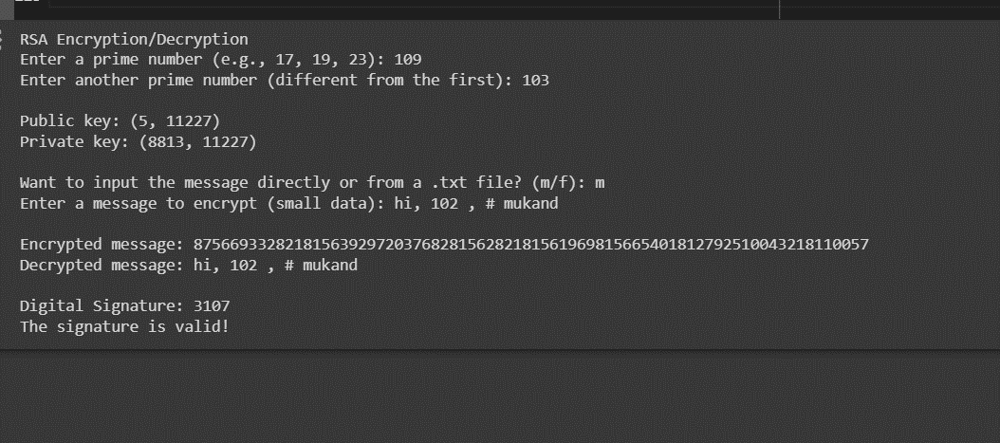 RSA Encryption/Decryption
Enter a prime number (e.g., 17, 19, 23): 109
Enter another prime number (different from the first): 103
Public key: (5, 11227)
Private key: (8813, 11227)
Want to input the message directly or from a .txt file? (m/f): m
Enter a message to encrypt (small data): hi, 102 , # mukand
Encrypted message: 87566933282181563929720376828156282181561969815665401812792510043218110057
Decrypted message: hi, 102 , # mukand
Digital Signature: 3107
The signature is valid!